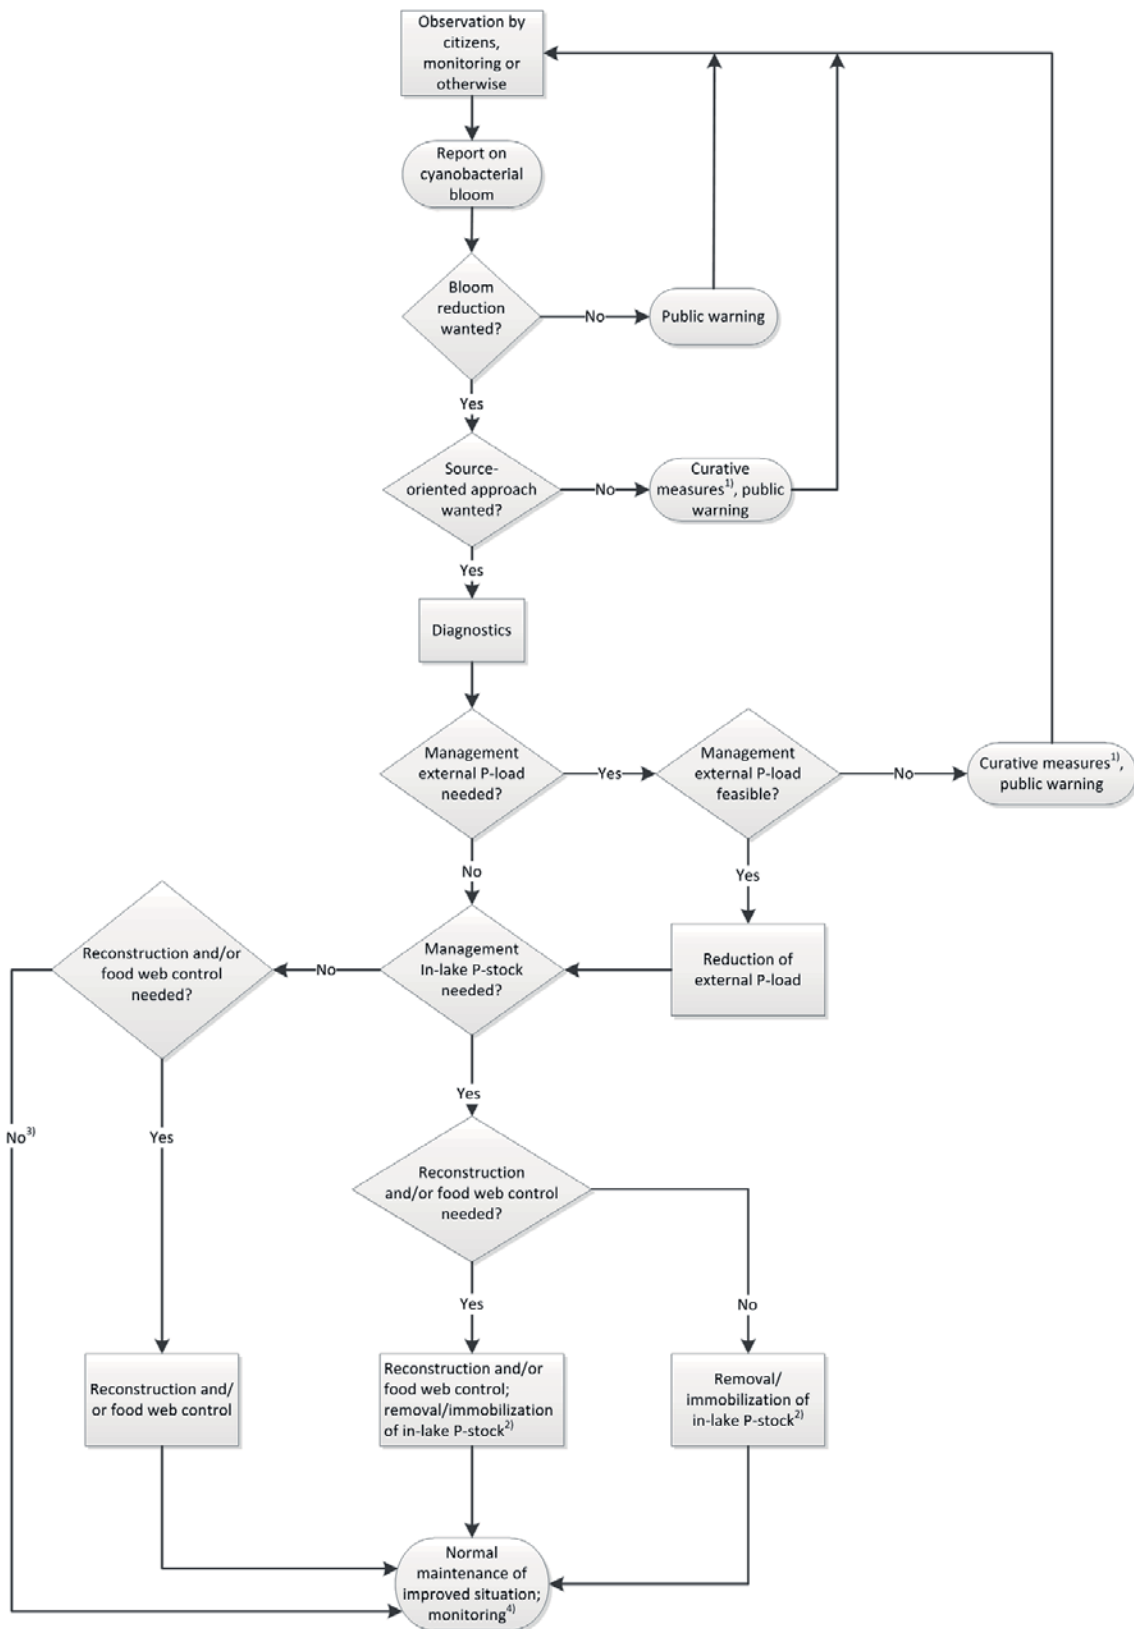 Observation by
citizens,
monitoring or
otherwise
Report on
cyanobacterial
bloom
Bloom
reduction
wanted?
No
Public warning
Yes
Source-
oriented approach
wanted?
No
Curative
measures1), public
warning
Yes
Diagnostics
Management
external P-load
needed?
Yes
Management
external P-load
feasible?
No
Curative measures1),
public warning
No
Yes
Reconstruction and/or
food web control
needed?
No
Management
In-lake P-stock
needed?
Reduction of
external P-load
Yes
No3)
Yes
Reconstruction
and/or food web control
needed?
Yes
No
Reconstruction and/
or food web control
Reconstruction and/or
food web control;
removal/immobilization
of in-lake P-stock2)
Removal/
immobilization of
in-lake P-stock2)
Normal
maintenance of
improved situation;
monitoring4)